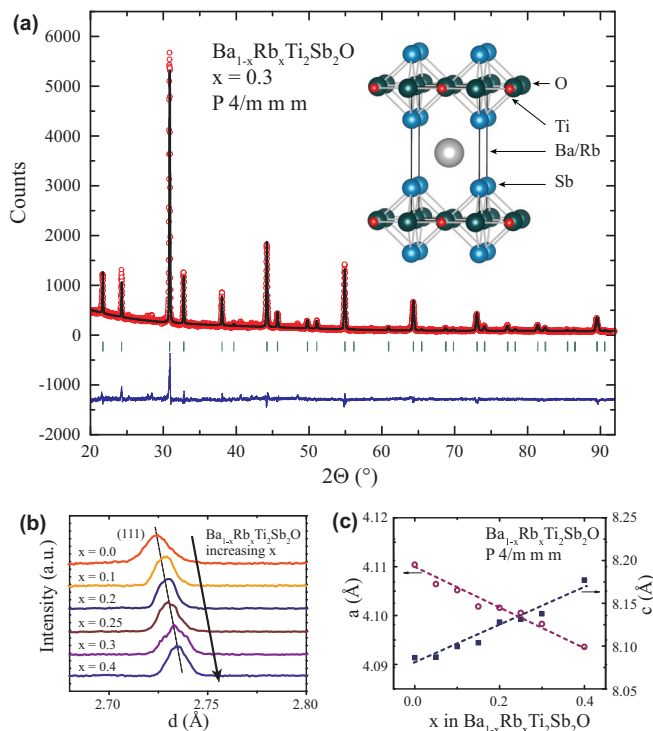 (a)
Ba1-xRbxTi2Sb2O
x = 0.3
P 4/m m m
O
Ti
Ba/Rb
Sb
Counts
6000
5000
4000
3000
2000
1000
0
-1000
-2000
20 30 40 50 60 70 80 90
2Θ (°)
(b)
(111)
Ba1-xRbxTi2Sb2O
increasing x
x = 0.0
x = 0.1
x = 0.2
x = 0.25
x = 0.3
x = 0.4
Intensity (a.u.)
2.70 2.75 2.80
d (Å)
(c)
Ba1-xRbxTi2Sb2O
P 4/m m m
a (Å)
4.12
4.11
4.10
4.09
8.25
8.20
8.15
8.10
8.05
c (Å)
0.0 0.2 0.4
x in Ba1-xRbxTi2Sb2O